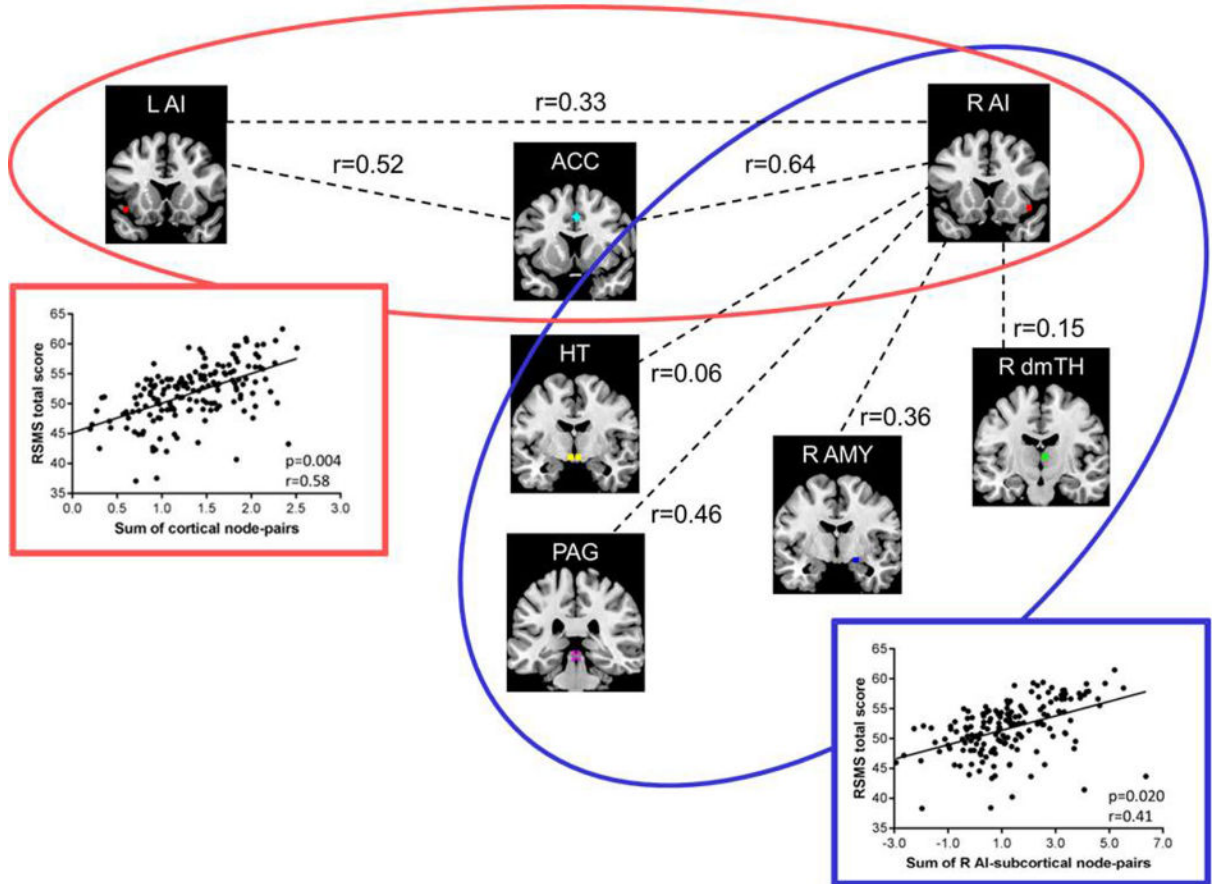 L AI
r=0.33
R AI
r=0.52
ACC
r=0.64
HT
r=0.06
r=0.15
R dmTH
r=0.36
R AMY
r=0.46
PAG
RSMS total score
65
60
55
50
45
40
35
p=0.004
r=0.58
0.0 0.5 1.0 1.5 2.0 2.5 3.0
Sum of cortical node-pairs
RSMS total score
65
60
55
50
45
40
35
p=0.020
r=0.41
-3.0 -1.0 1.0 3.0 5.0 7.0
Sum of R AI-subcortical node-pairs